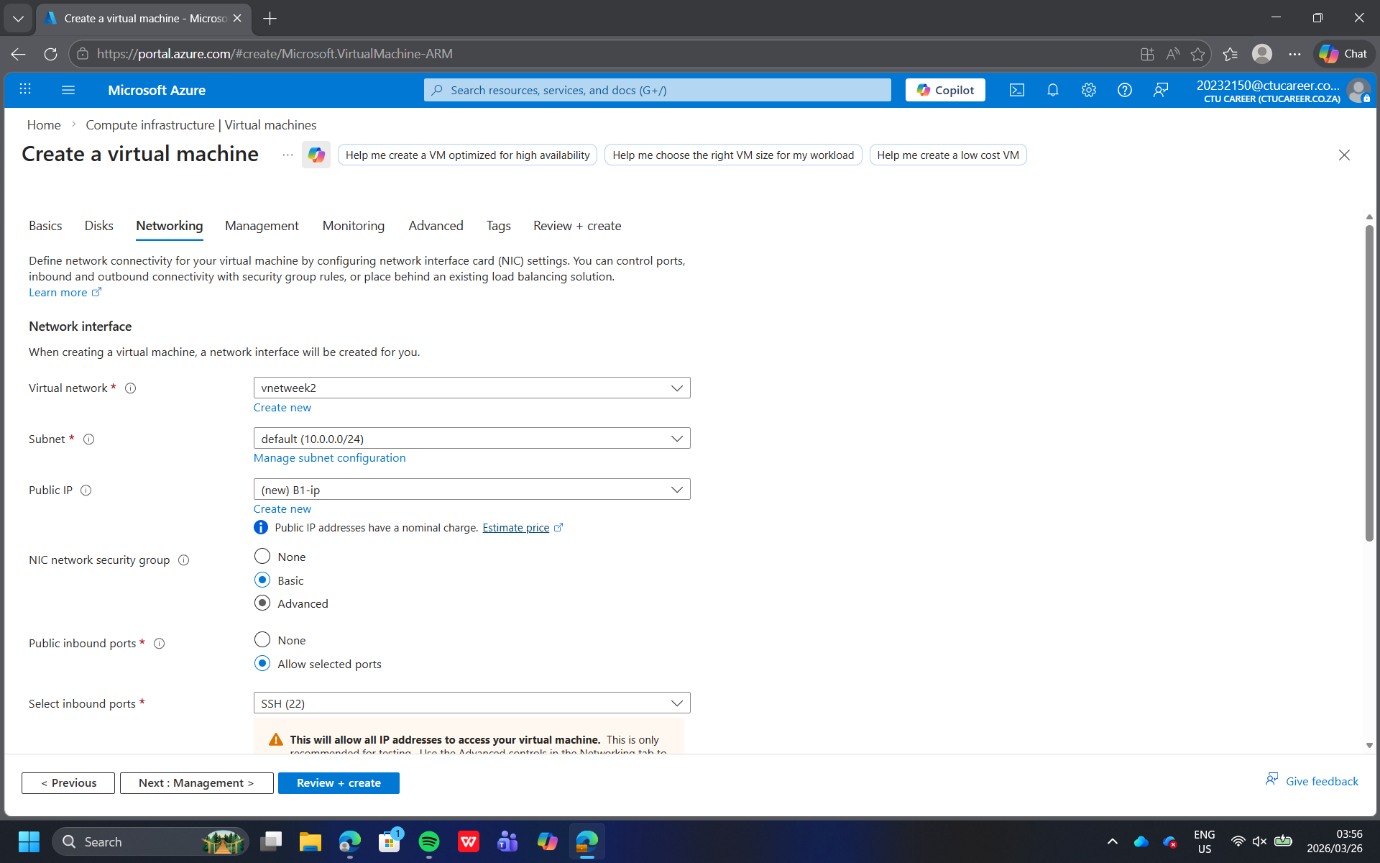 Create a virtual machine - Microso
https://portal.azure.com/#create/Microsoft.VirtualMachine-ARM
Chat
Microsoft Azure
Search resources, services, and docs (G+/)
Copilot
20232150@ctucareer.co...
CTU CAREER (CTUCAREER.CO.ZA)
Home > Compute infrastructure | Virtual machines
Create a virtual machine ...
Help me create a VM optimized for high availability
Help me choose the right VM size for my workload
Help me create a low cost VM
Basics Disks Networking Management Monitoring Advanced Tags Review + create
Define network connectivity for your virtual machine by configuring network interface card (NIC) settings. You can control ports,
inbound and outbound connectivity with security group rules, or place behind an existing load balancing solution.
Learn more
Network interface
When creating a virtual machine, a network interface will be created for you.
Virtual network *
vnetweek2
Create new
Subnet *
default (10.0.0.0/24)
Manage subnet configuration
Public IP
(new) B1-ip
Create new
Public IP addresses have a nominal charge. Estimate price
NIC network security group
None
Basic
Advanced
Public inbound ports *
None
Allow selected ports
Select inbound ports *
SSH (22)
This will allow all IP addresses to access your virtual machine. This is only
recommended for testing. Use the Advanced controls in the Networking tab to
< Previous
Next : Management >
Review + create
Give feedback
Search
1
ENG
US
03:56
2026/03/26